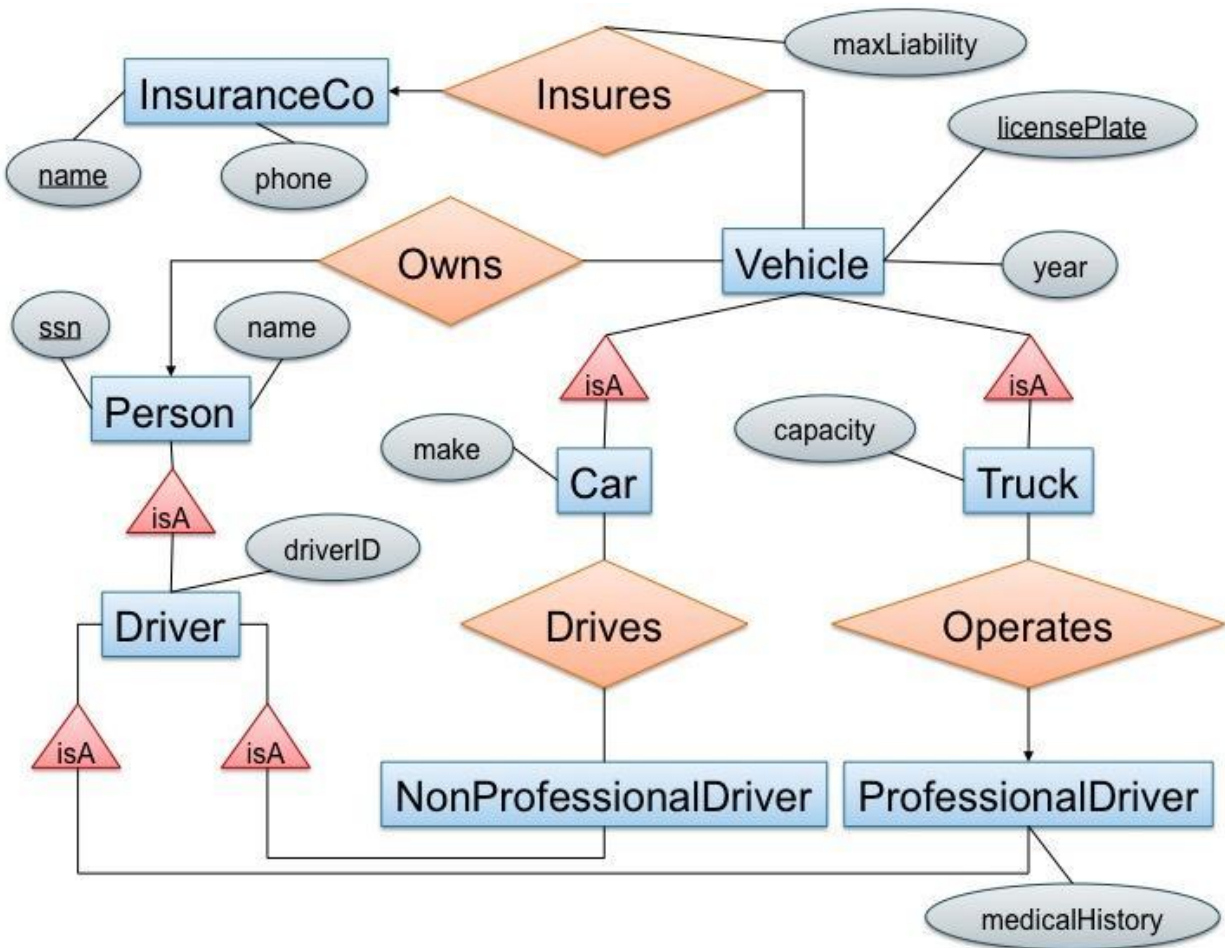 maxLiability
InsuranceCo
Insures
licensePlate
name
phone
Owns
Vehicle
year
ssn
name
isA
isA
Person
make
capacity
Car
Truck
isA
driverID
Driver
Drives
Operates
isA
isA
NonProfessionalDriver
ProfessionalDriver
medicalHistory